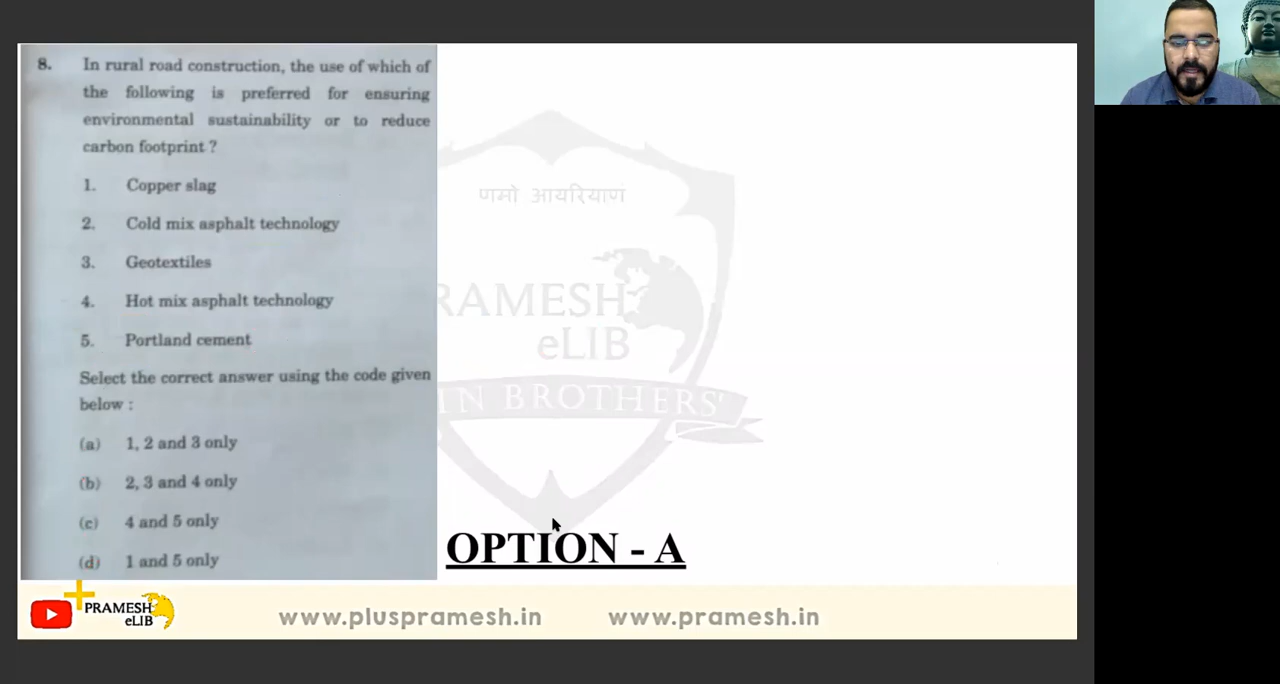 8. In rural road construction, the use of which of
the following is preferred for ensuring
environmental sustainability or to reduce
carbon footprint ?
1. Copper slag
2. Cold mix asphalt technology
3. Geotextiles
4. Hot mix asphalt technology
5. Portland cement
Select the correct answer using the code given
below :
(a) 1, 2 and 3 only
(b) 2, 3 and 4 only
(c) 4 and 5 only
(d) 1 and 5 only
णमो आयरियाण
RAMESH
eLIB
IN BROTHERS'
OPTION - A
PRAMESH
eLIB
www.pluspramesh.in www.pramesh.in